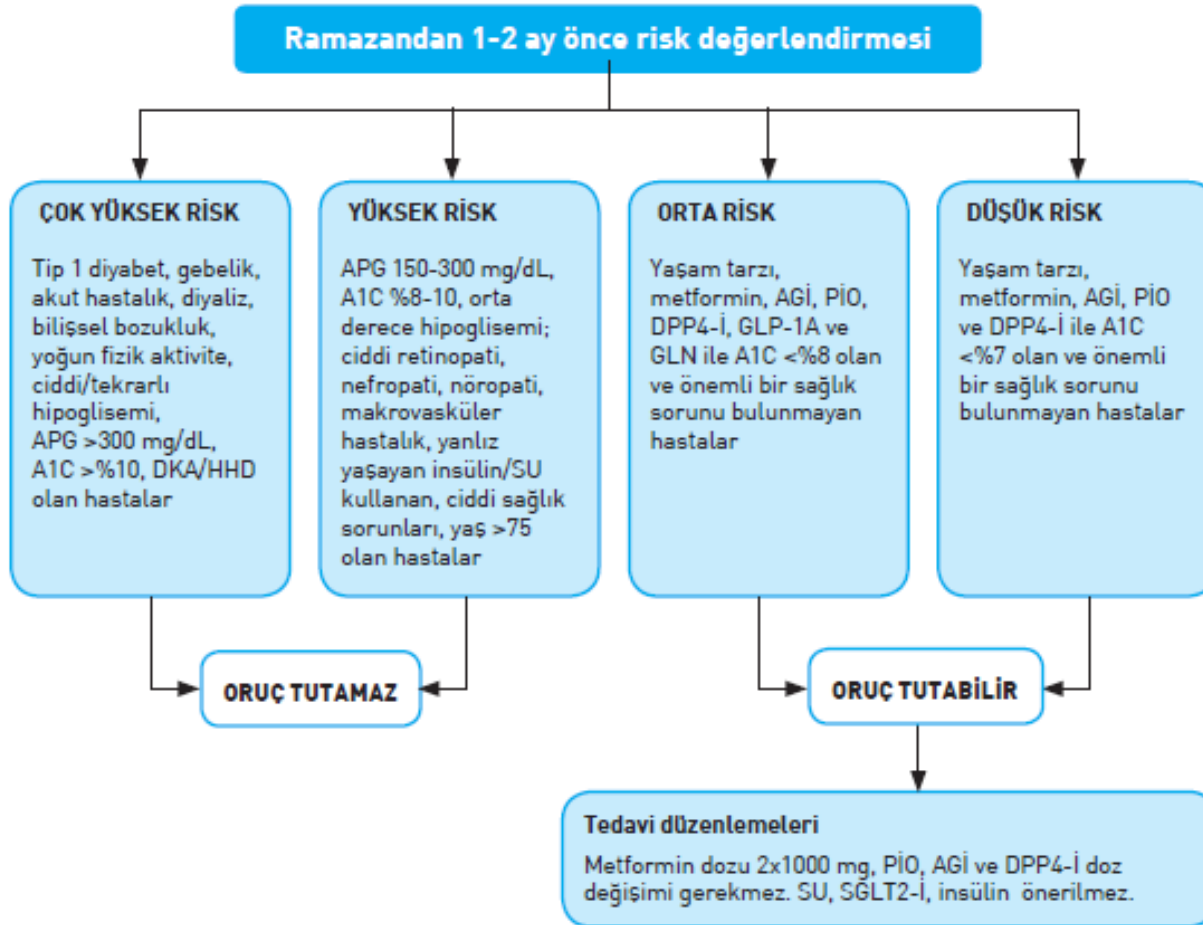 Ramazandan 1-2 ay önce risk değerlendirmesi
ÇOK YÜKSEK RİSK
Tip 1 diyabet, gebelik,
akut hastalık, diyaliz,
bilişsel bozukluk,
yoğun fizik aktivite,
ciddi/tekrarlı
hipoglisemi,
APG >300 mg/dL,
A1C >%10, DKA/HHD
olan hastalar
YÜKSEK RİSK
APG 150-300 mg/dL,
A1C %8-10, orta
derece hipoglisemi;
ciddi retinopati,
nefropati, nöropati,
makrovasküler
hastalık, yanlız
yaşayan insülin/SU
kullanan, ciddi sağlık
sorunları, yaş >75
olan hastalar
ORTA RİSK
Yaşam tarzı,
metformin, AGİ, PİO,
DPP4-İ, GLP-1A ve
GLN ile A1C <%8 olan
ve önemli bir sağlık
sorunu bulunmayan
hastalar
DÜŞÜK RİSK
Yaşam tarzı,
metformin, AGİ, PİO
ve DPP4-İ ile A1C
<%7 olan ve önemli
bir sağlık sorunu
bulunmayan hastalar
ORUÇ TUTAMAZ
ORUÇ TUTABİLİR
Tedavi düzenlemeleri
Metformin dozu 2x1000 mg, PİO, AGİ ve DPP4-İ doz
değişimi gerekmez. SU, SGLT2-İ, insülin önerilmez.